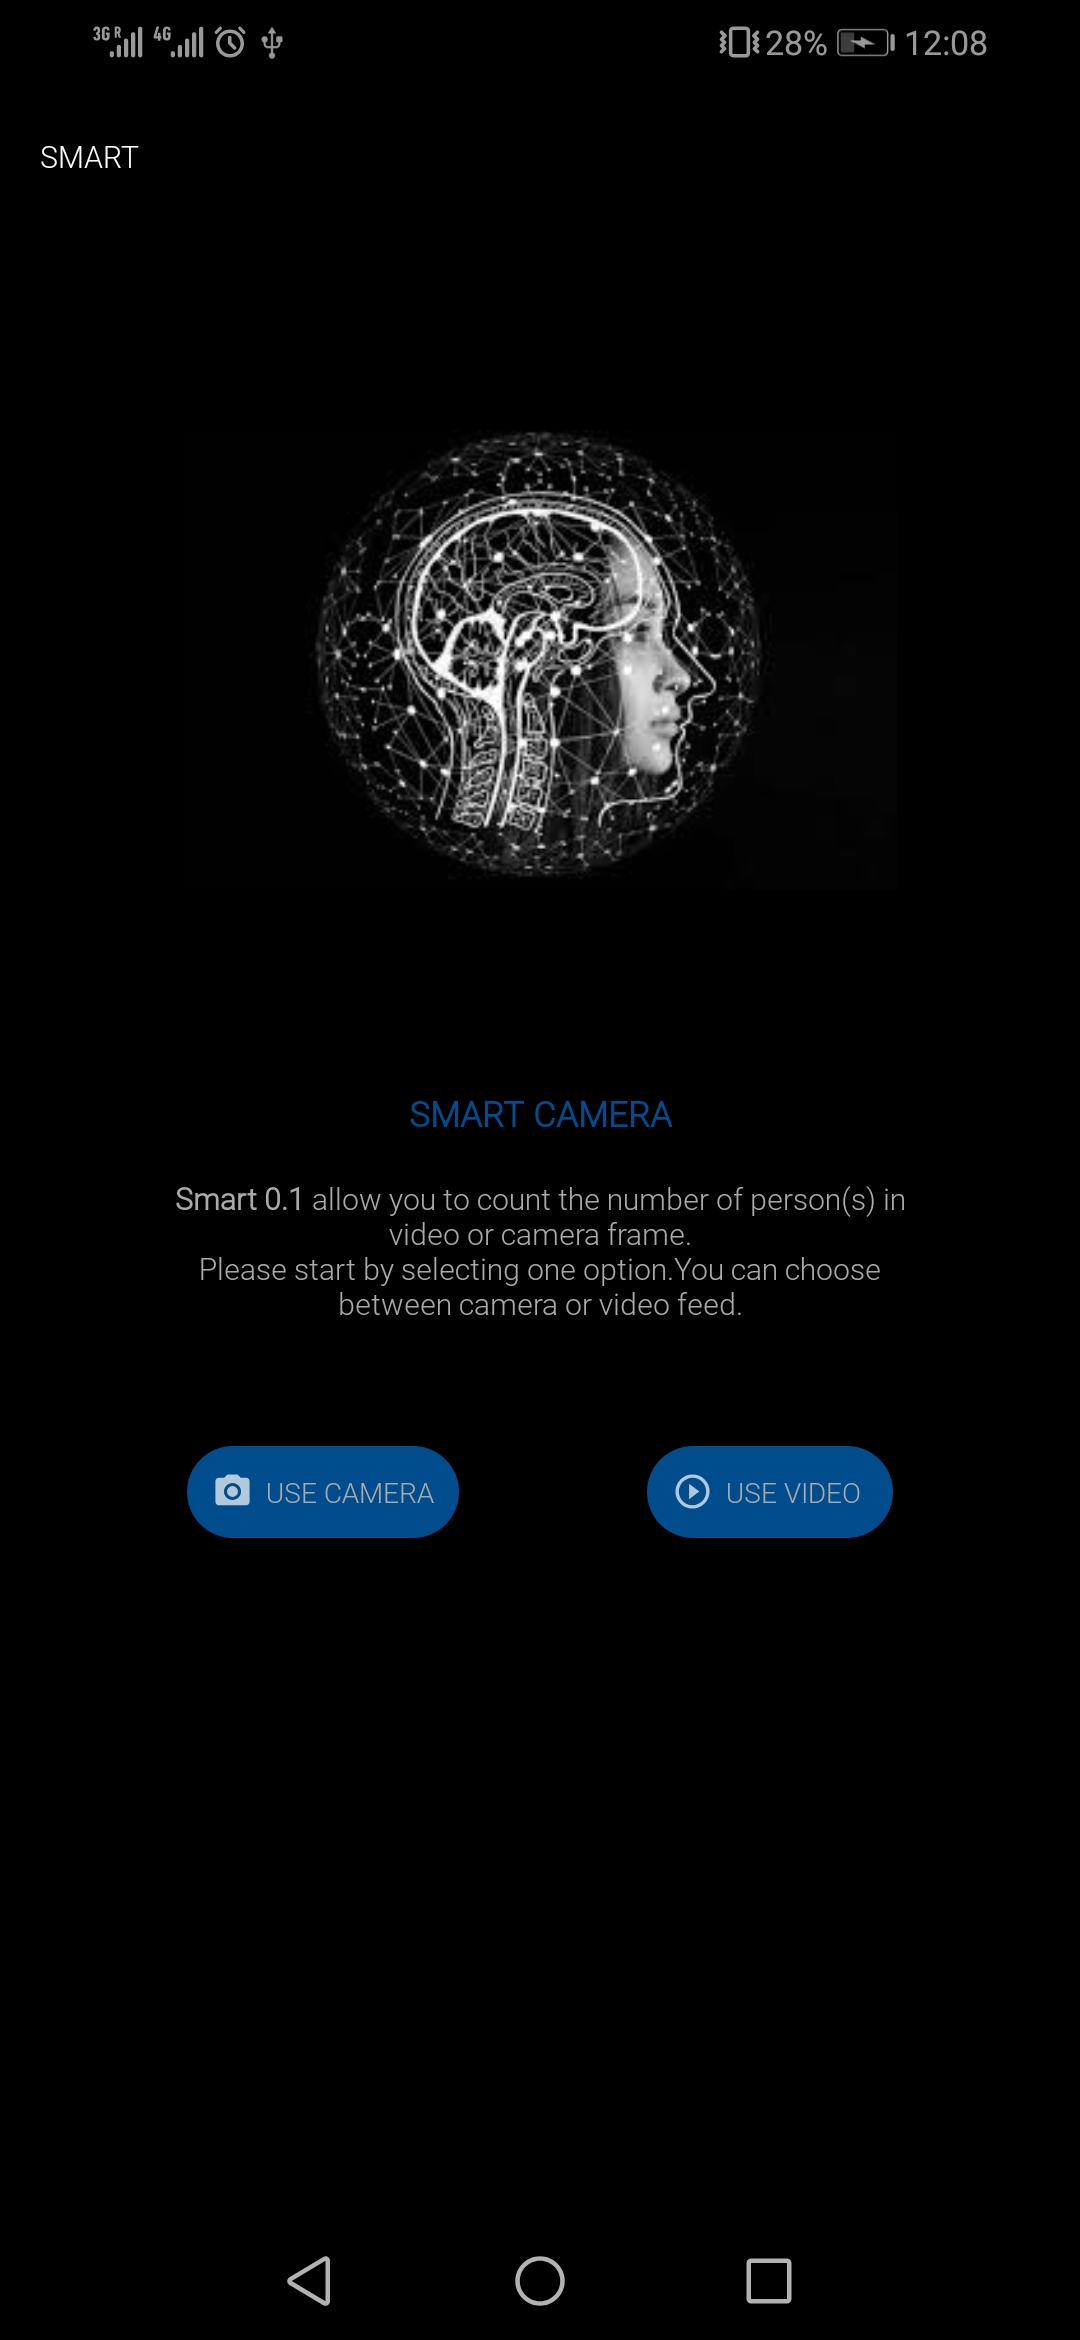 3G R 4G 28% 12:08
SMART
SMART CAMERA
Smart 0.1 allow you to count the number of person(s) in
video or camera frame.
Please start by selecting one option.You can choose
between camera or video feed.
USE CAMERA USE VIDEO